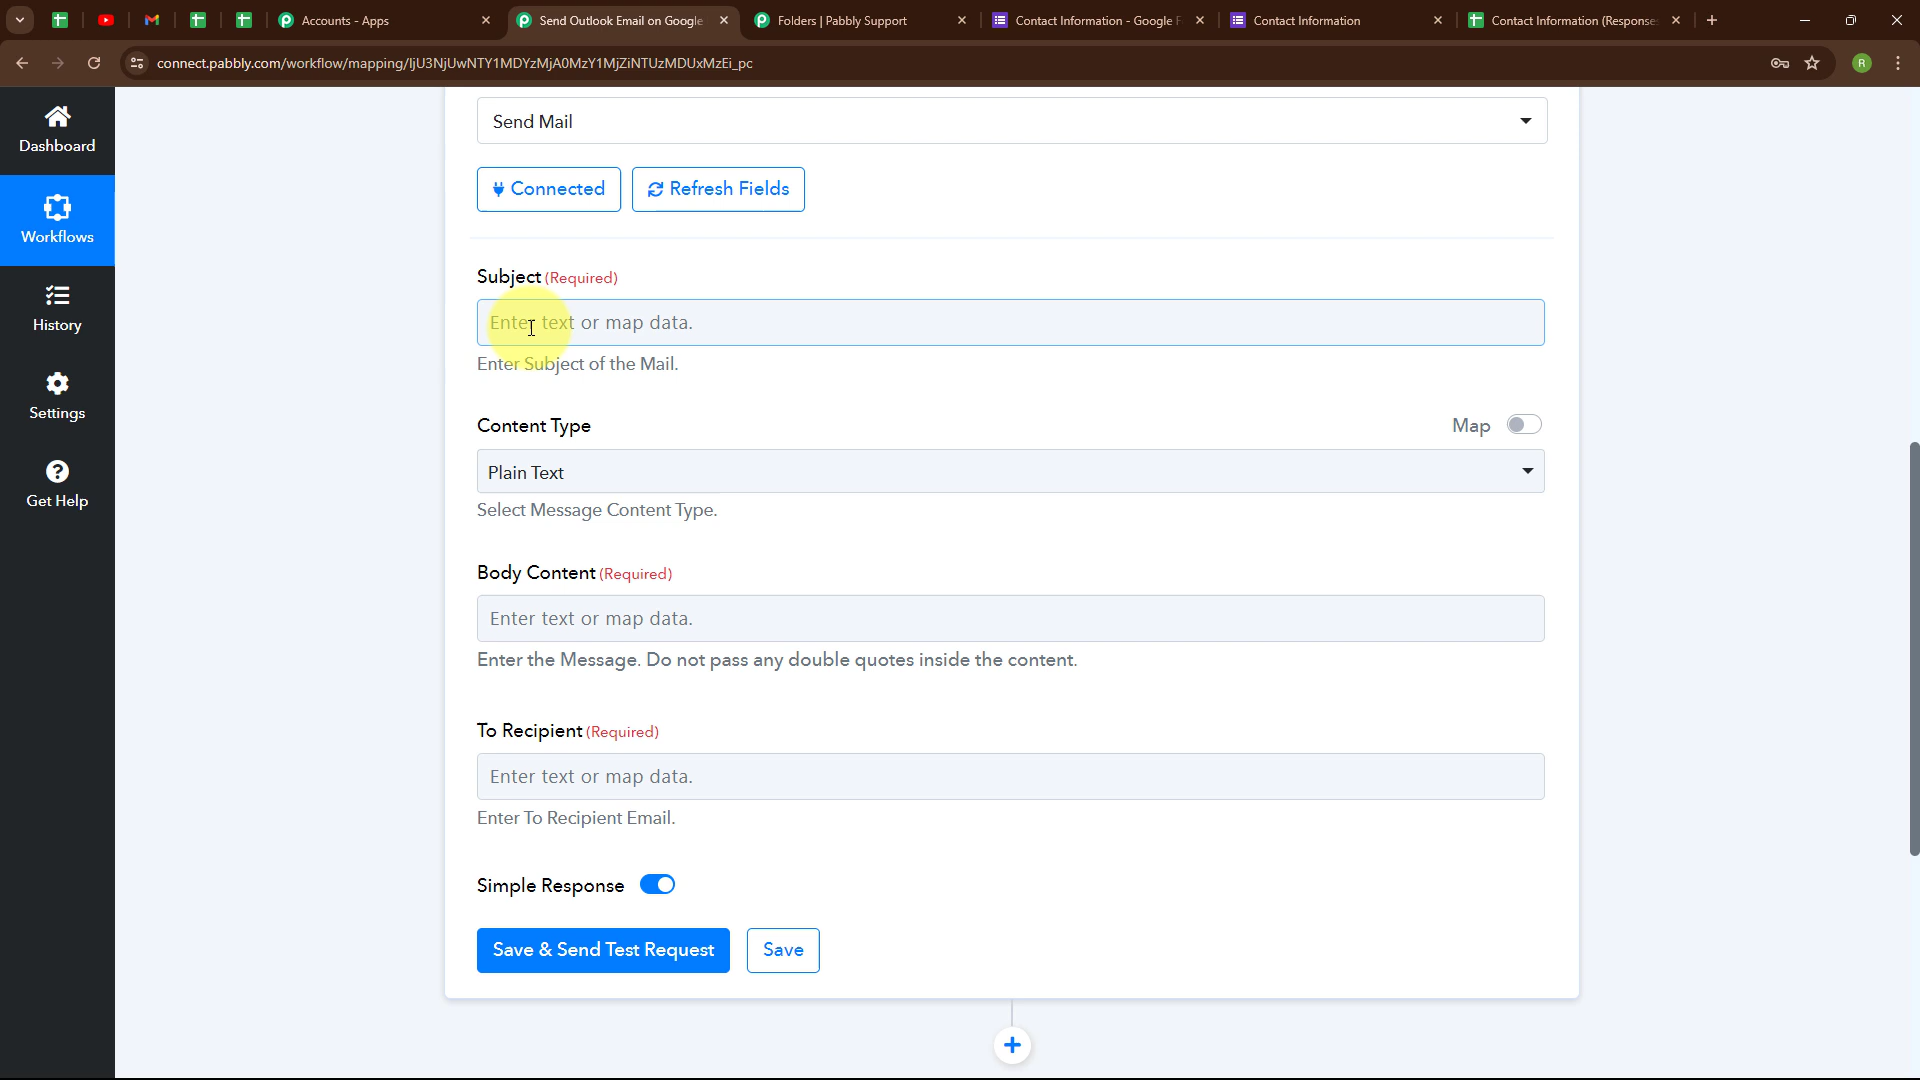 Accounts - Apps
Send Outlook Email on Google
Folders | Pabbly Support
Contact Information - Google F
Contact Information
Contact Information (Response
connect.pabbly.com/workflow/mapping/IjU3NjUwNTY1MDYzMjA0MzY1MjZiNTUzMDUxMzEi_pc
R
Dashboard
Workflows
History
Settings
Get Help
Send Mail
Connected
Refresh Fields
Subject (Required)
Enter text or map data.
Enter Subject of the Mail.
Content Type
Map
Plain Text
Select Message Content Type.
Body Content (Required)
Enter text or map data.
Enter the Message. Do not pass any double quotes inside the content.
To Recipient (Required)
Enter text or map data.
Enter To Recipient Email.
Simple Response
Save & Send Test Request
Save